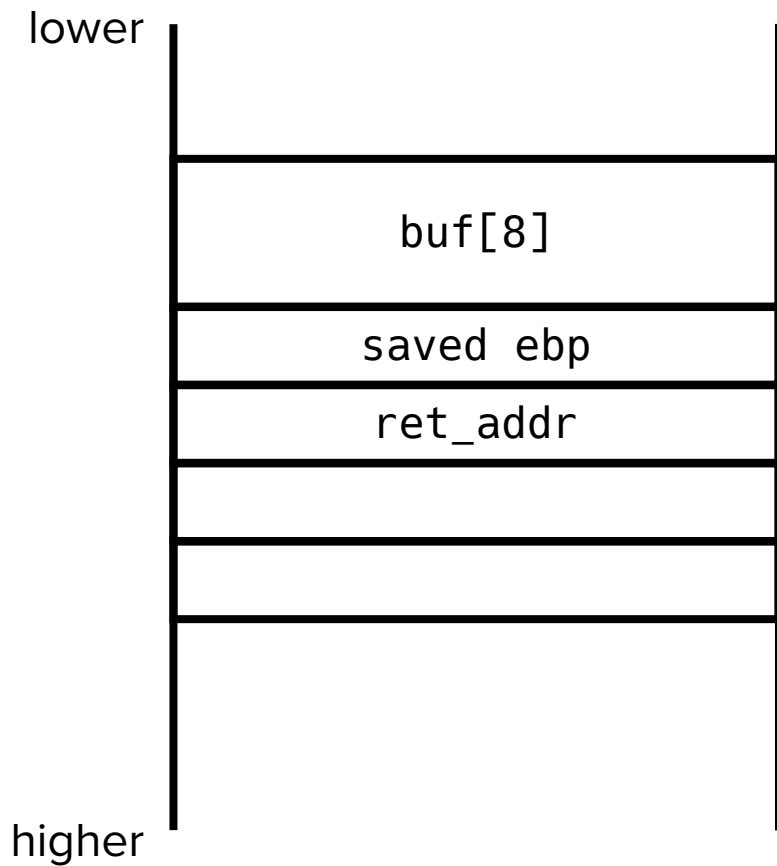 lower
buf[8]
saved ebp
ret_addr
higher